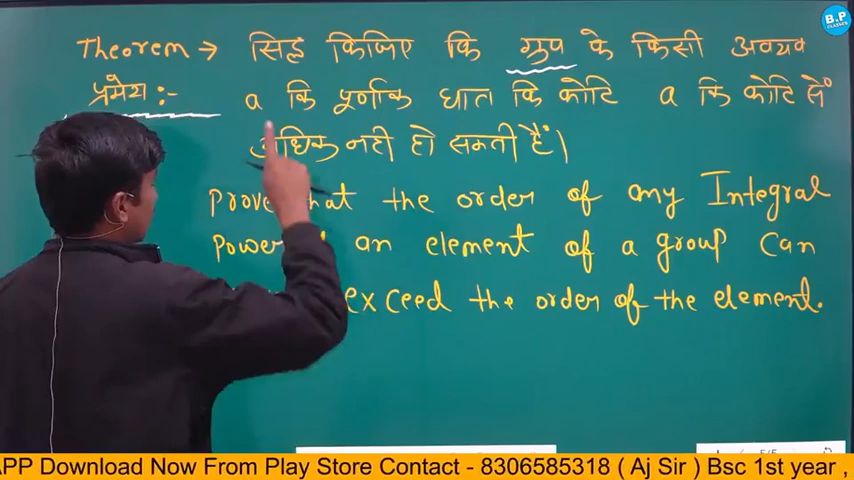 B.P
CLASSES
Theorem → सिद्ध किजिए कि ग्रुप के किसी अवयव
प्रमेय :- a कि पूर्णांक घात कि कोटि a कि कोटि सें
अधिक नही हो सकती हैं।
prove that the order of any Integral
Power an element of a group can
exceed the order of the element.
APP Download Now From Play Store Contact - 8306585318 ( Aj Sir ) Bsc 1st year ,